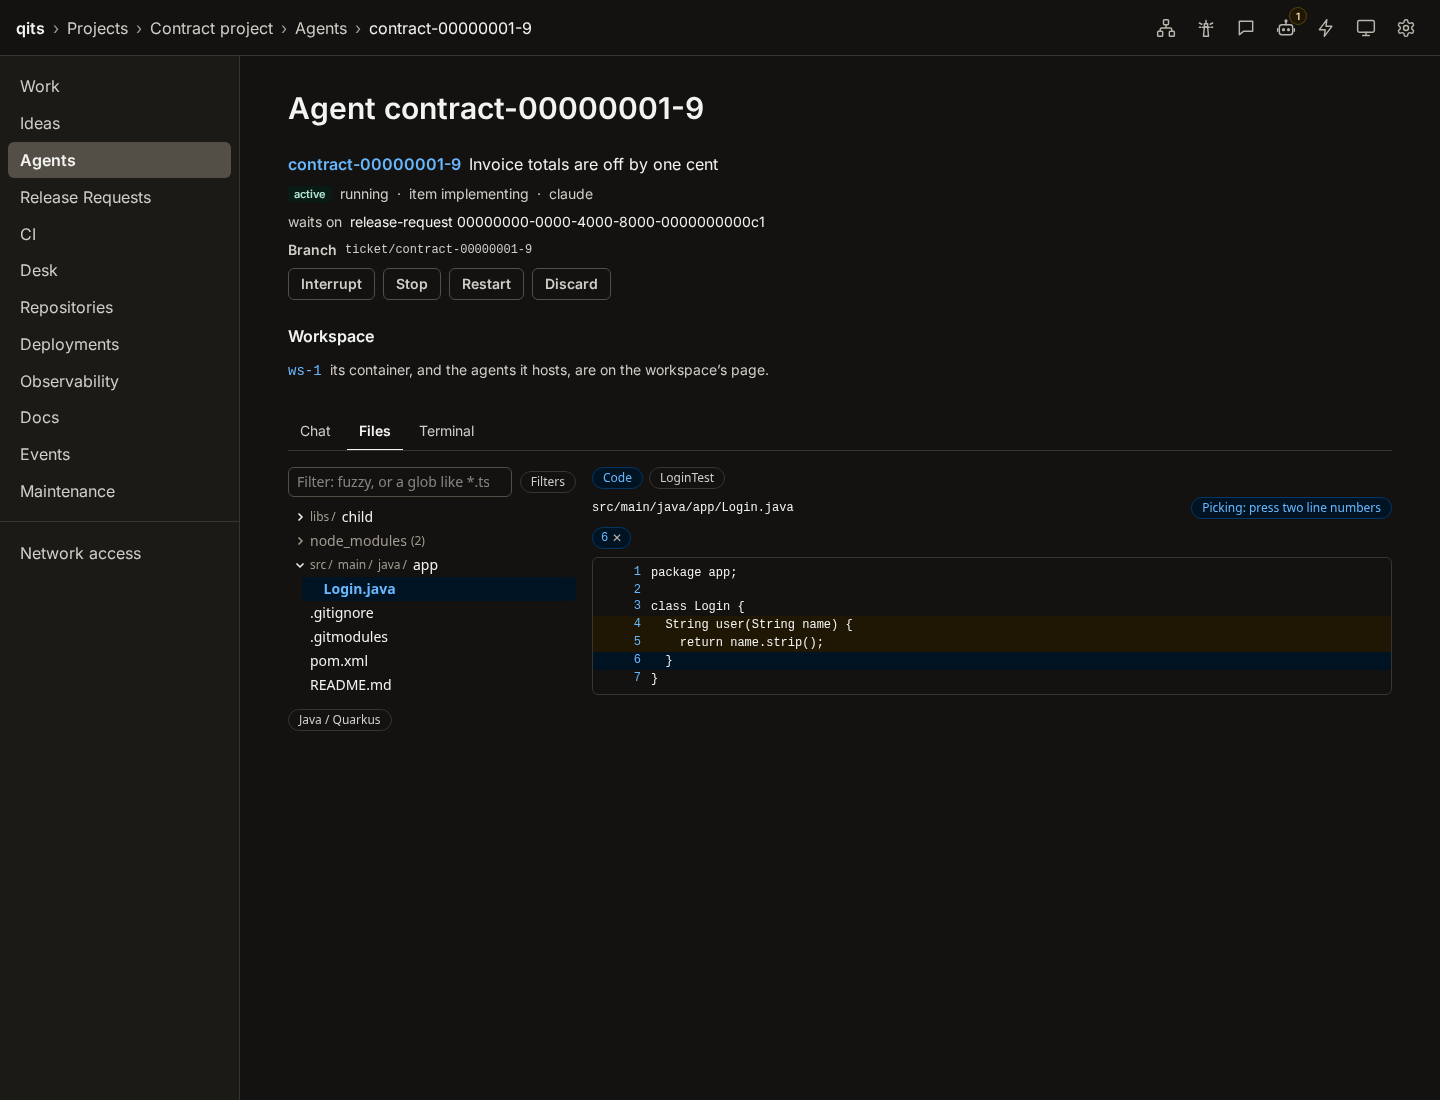 qits › Projects › Contract project › Agents › contract-00000001-9
1
Work
Ideas
Agents
Release Requests
CI
Desk
Repositories
Deployments
Observability
Docs
Events
Maintenance
Network access
Agent contract-00000001-9
contract-00000001-9 Invoice totals are off by one cent
active running · item implementing · claude
waits on release-request 00000000-0000-4000-8000-0000000000c1
Branch ticket/contract-00000001-9
Interrupt Stop Restart Discard
Workspace
ws-1 its container, and the agents it hosts, are on the workspace’s page.
Chat Files Terminal
Filter: fuzzy, or a glob like *.ts Filters
libs/ child
node_modules (2)
src/ main/ java/ app
Login.java
.gitignore
.gitmodules
pom.xml
README.md
Java / Quarkus
Code LoginTest
src/main/java/app/Login.java Picking: press two line numbers
6 ×
1 package app;
2
3 class Login {
4 String user(String name) {
5 return name.strip();
6 }
7 }